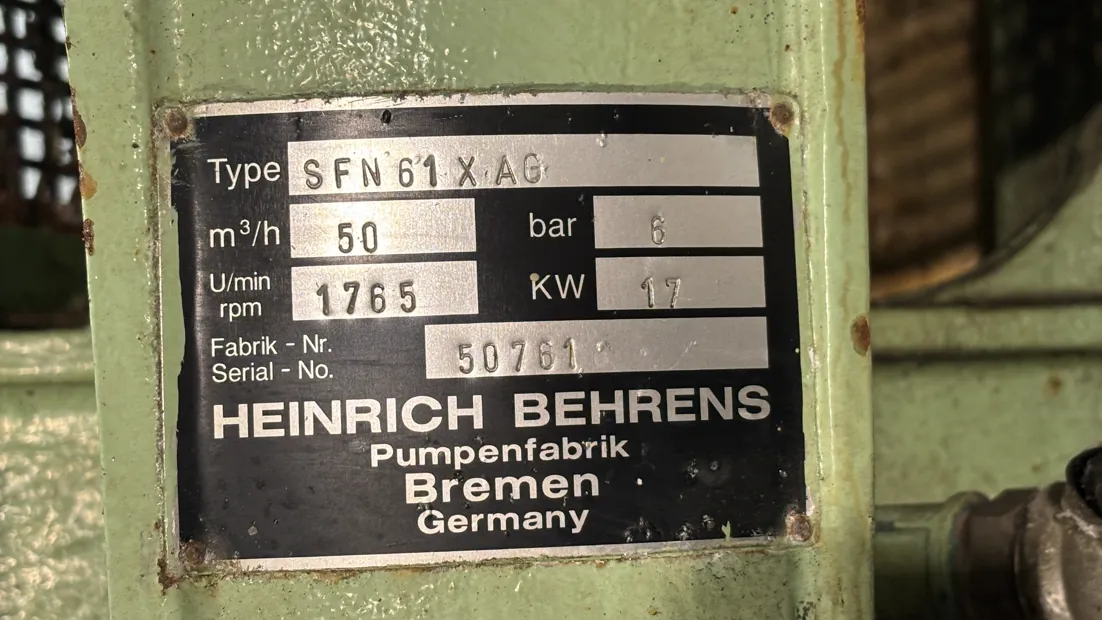 Type SFN 61 X AG
m³/h 50 bar 6
U/min
rpm 1765 KW 17
Fabrik - Nr.
Serial - No. 50761
HEINRICH BEHRENS
Pumpenfabrik
Bremen
Germany